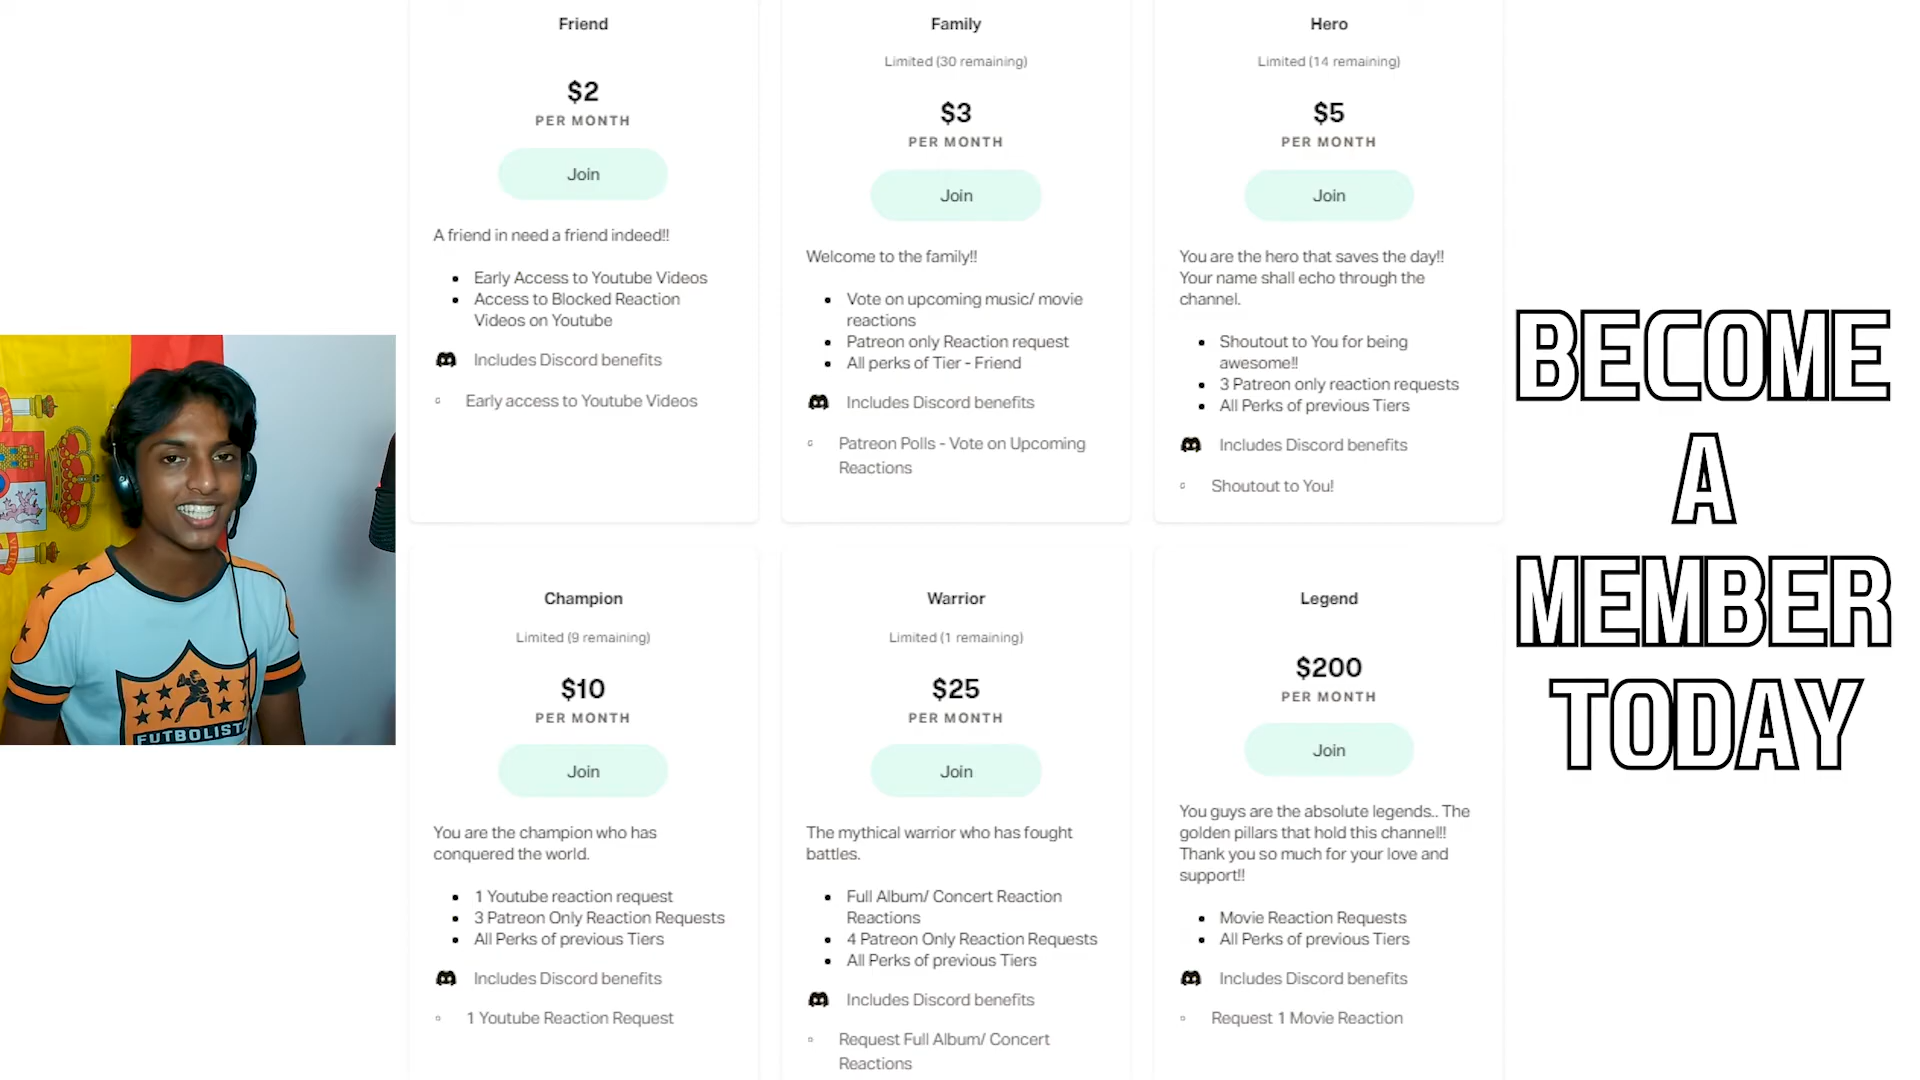 Friend
$2
PER MONTH
Join
A friend in need a friend indeed!!
• Early Access to Youtube Videos
• Access to Blocked Reaction
Videos on Youtube
Includes Discord benefits
Early access to Youtube Videos
Family
Limited (30 remaining)
$3
PER MONTH
Join
Welcome to the family!!
• Vote on upcoming music/ movie
reactions
• Patreon only Reaction request
• All perks of Tier - Friend
Includes Discord benefits
Patreon Polls - Vote on Upcoming
Reactions
Hero
Limited (14 remaining)
$5
PER MONTH
Join
You are the hero that saves the day!!
Your name shall echo through the
channel.
• Shoutout to You for being
awesome!!
• 3 Patreon only reaction requests
• All Perks of previous Tiers
Includes Discord benefits
Shoutout to You!
Champion
Limited (9 remaining)
$10
PER MONTH
Join
You are the champion who has
conquered the world.
• 1 Youtube reaction request
• 3 Patreon Only Reaction Requests
• All Perks of previous Tiers
Includes Discord benefits
1 Youtube Reaction Request
Warrior
Limited (1 remaining)
$25
PER MONTH
Join
The mythical warrior who has fought
battles.
• Full Album/ Concert Reaction
Reactions
• 4 Patreon Only Reaction Requests
• All Perks of previous Tiers
Includes Discord benefits
Request Full Album/ Concert
Reactions
Legend
$200
PER MONTH
Join
You guys are the absolute legends.. The
golden pillars that hold this channel!!
Thank you so much for your love and
support!!
• Movie Reaction Requests
• All Perks of previous Tiers
Includes Discord benefits
Request 1 Movie Reaction
BECOME
A
MEMBER
TODAY
FUTBOLISTA